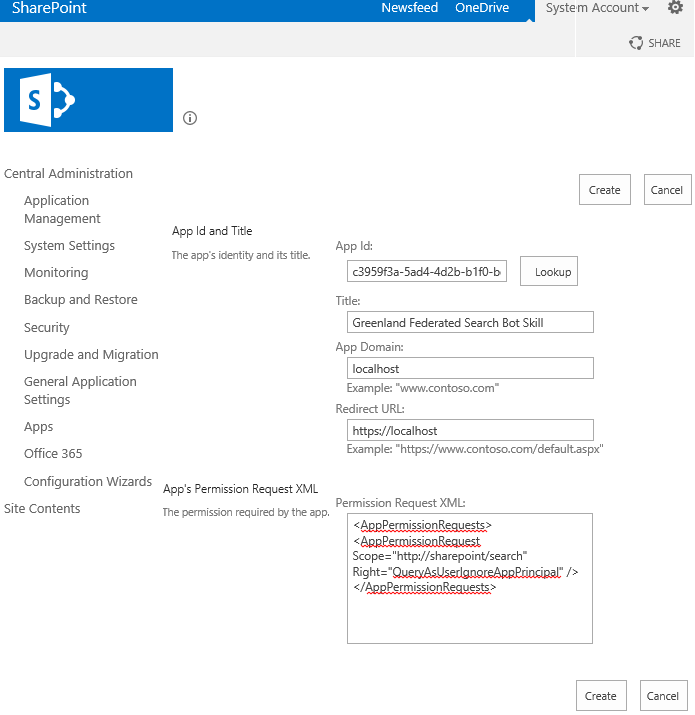 SharePoint Newsfeed OneDrive System Account
SHARE
Central Administration
Application
Management
System Settings
Monitoring
Backup and Restore
Security
Upgrade and Migration
General Application
Settings
Apps
Office 365
Configuration Wizards
Site Contents
Create Cancel
App Id and Title
The app's identity and its title.
App Id:
c3959f3a-5ad4-4d2b-b1f0-b
Lookup
Title:
Greenland Federated Search Bot Skill
App Domain:
localhost
Example: "www.contoso.com"
Redirect URL:
https://localhost
Example: "https://www.contoso.com/default.aspx"
App's Permission Request XML
The permission required by the app.
Permission Request XML:
<AppPermissionRequests>
<AppPermissionRequest
Scope="http://sharepoint/search"
Right="QueryAsUserIgnoreAppPrincipal" />
</AppPermissionRequests>
Create Cancel